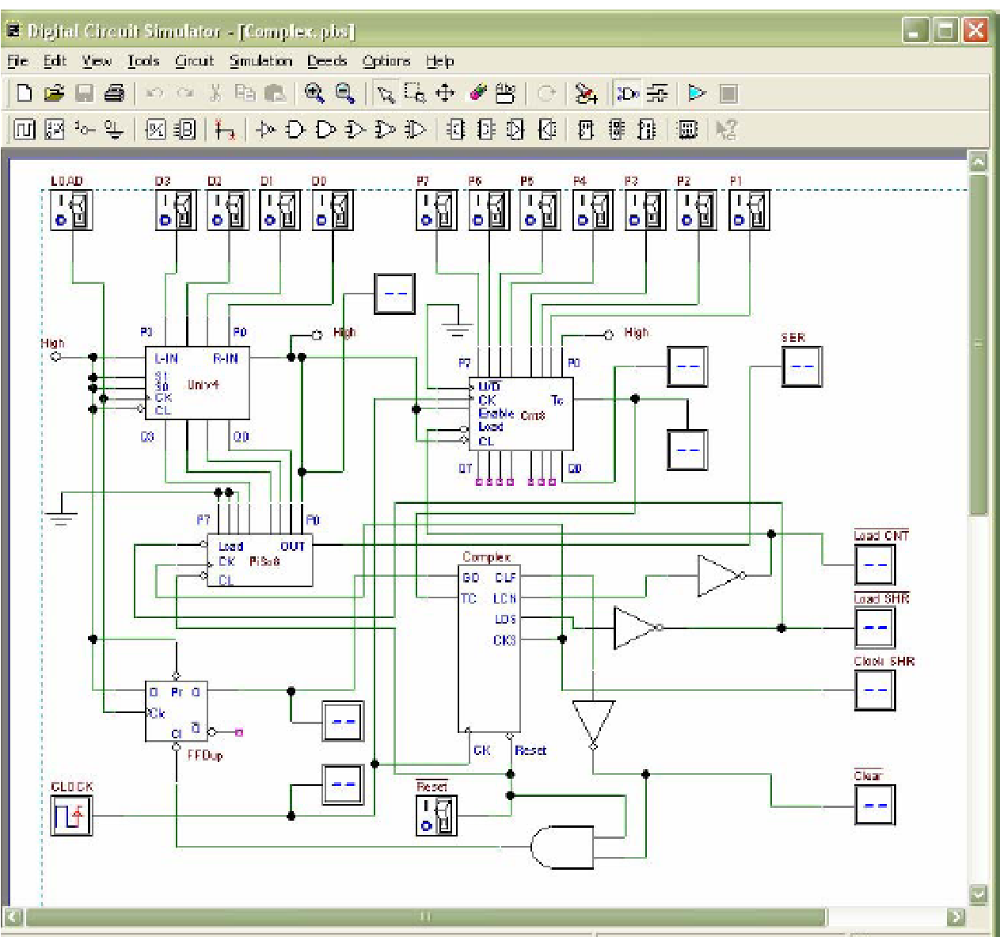 Digital Circuit Simulator - [Complex.pbs]
File Edit View Tools Circuit Simulation Deeds Options Help
LOAD D3 D2 D1 D0 P7 P6 P5 P4 P3 P2 P1
High P3 P0 High High SER
L-IN R-IN P7 P0
S1
S0 Univ4
CK
CL
U/D
CK Tc
Enable Cnt8
Load
CL
Q3 Q0
Q7 Q0
P7 P0
Load OUT
CK PiSo8
CL
Complex
GO CLF
TC LCN
LDS
CKS
Load CNT
Load SHR
Clock SHR
D Pr Q
Ck
Cl Q
FFDup
CK Reset
CLOCK Reset Clear